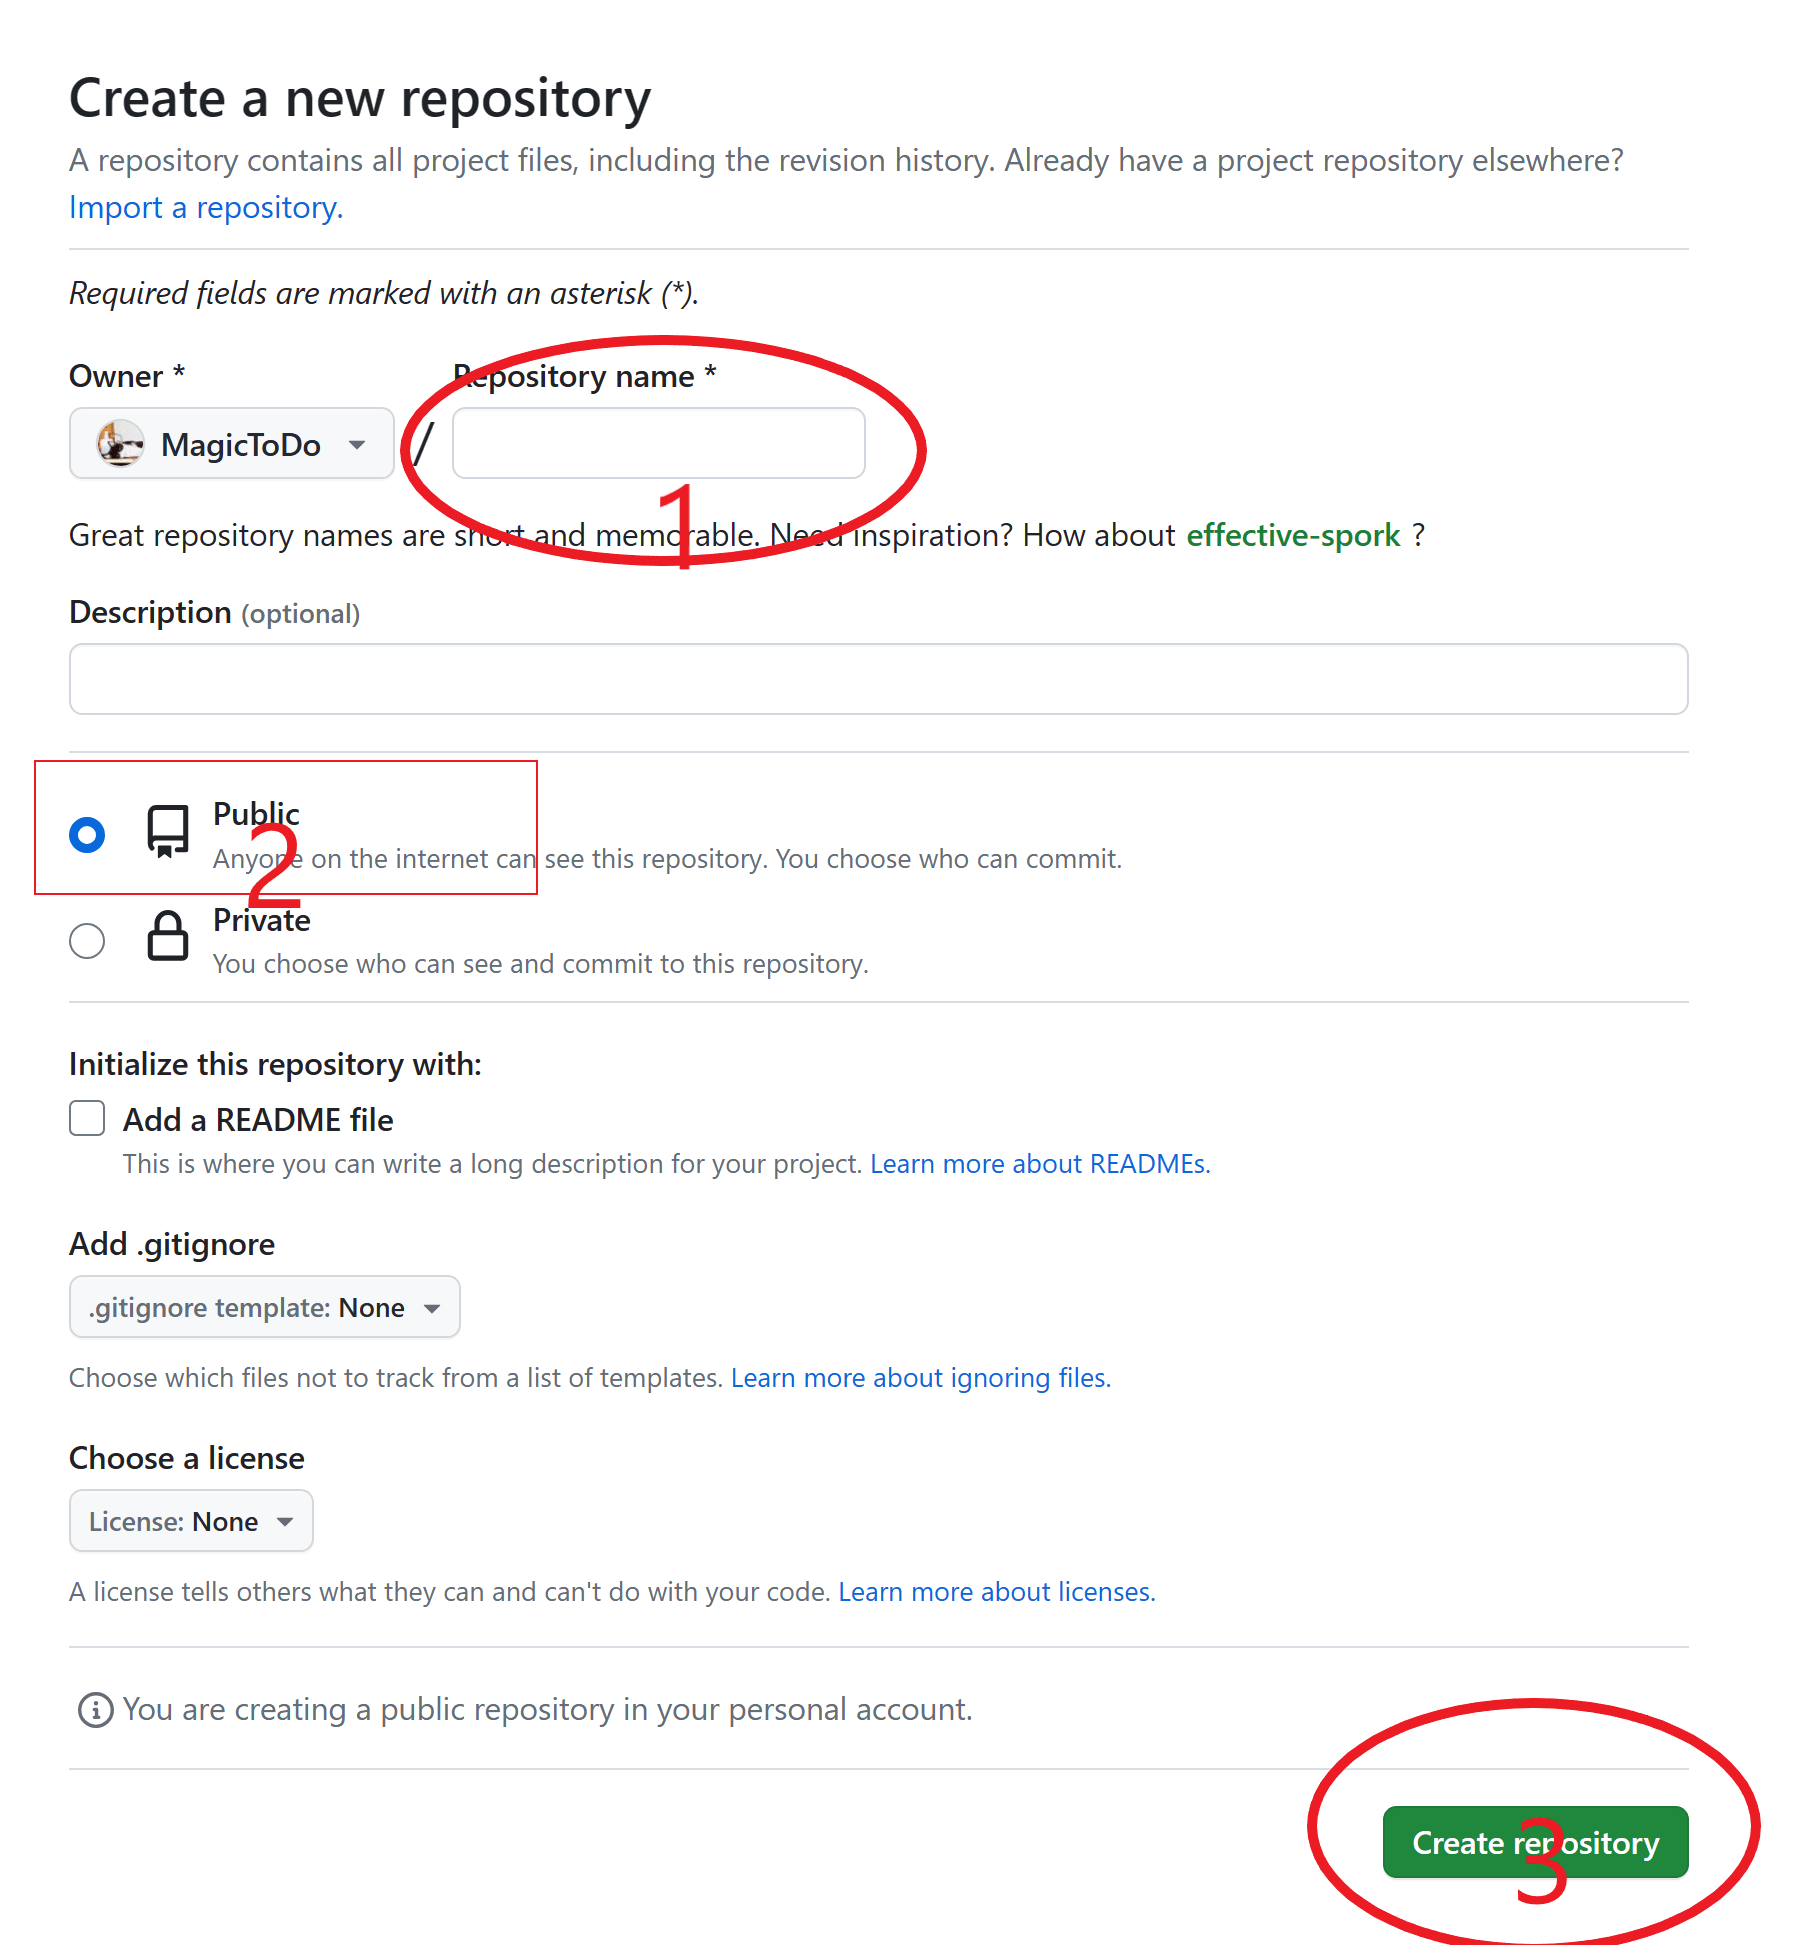 Create a new repository
A repository contains all project files, including the revision history. Already have a project repository elsewhere?
Import a repository.
Required fields are marked with an asterisk (*).
Owner *
Repository name *
MagicToDo
/
1
Great repository names are short and memorable. Need inspiration? How about effective-spork ?
Description (optional)
Public
2
Anyone on the internet can see this repository. You choose who can commit.
Private
You choose who can see and commit to this repository.
Initialize this repository with:
Add a README file
This is where you can write a long description for your project. Learn more about READMEs.
Add .gitignore
.gitignore template: None
Choose which files not to track from a list of templates. Learn more about ignoring files.
Choose a license
License: None
A license tells others what they can and can't do with your code. Learn more about licenses.
You are creating a public repository in your personal account.
Create repository
3